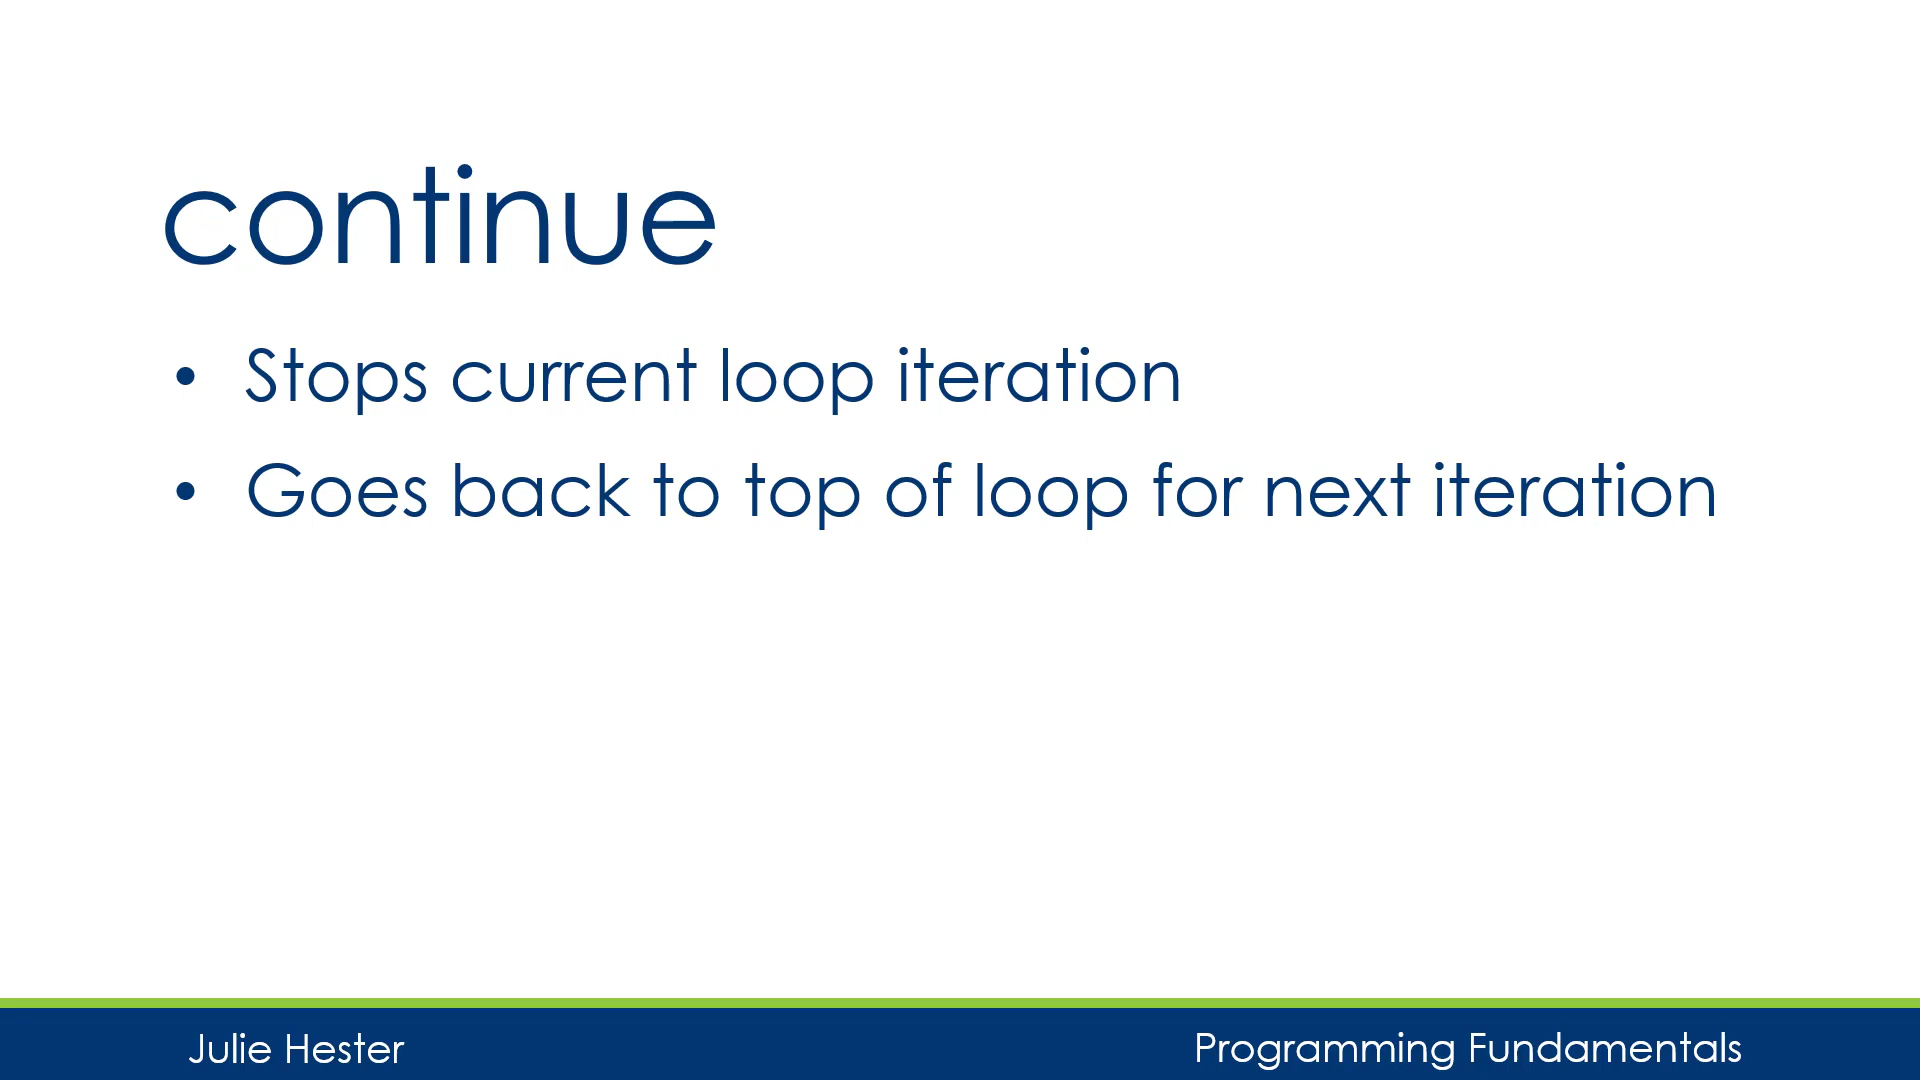 continue
• Stops current loop iteration
• Goes back to top of loop for next iteration
Julie Hester
Programming Fundamentals